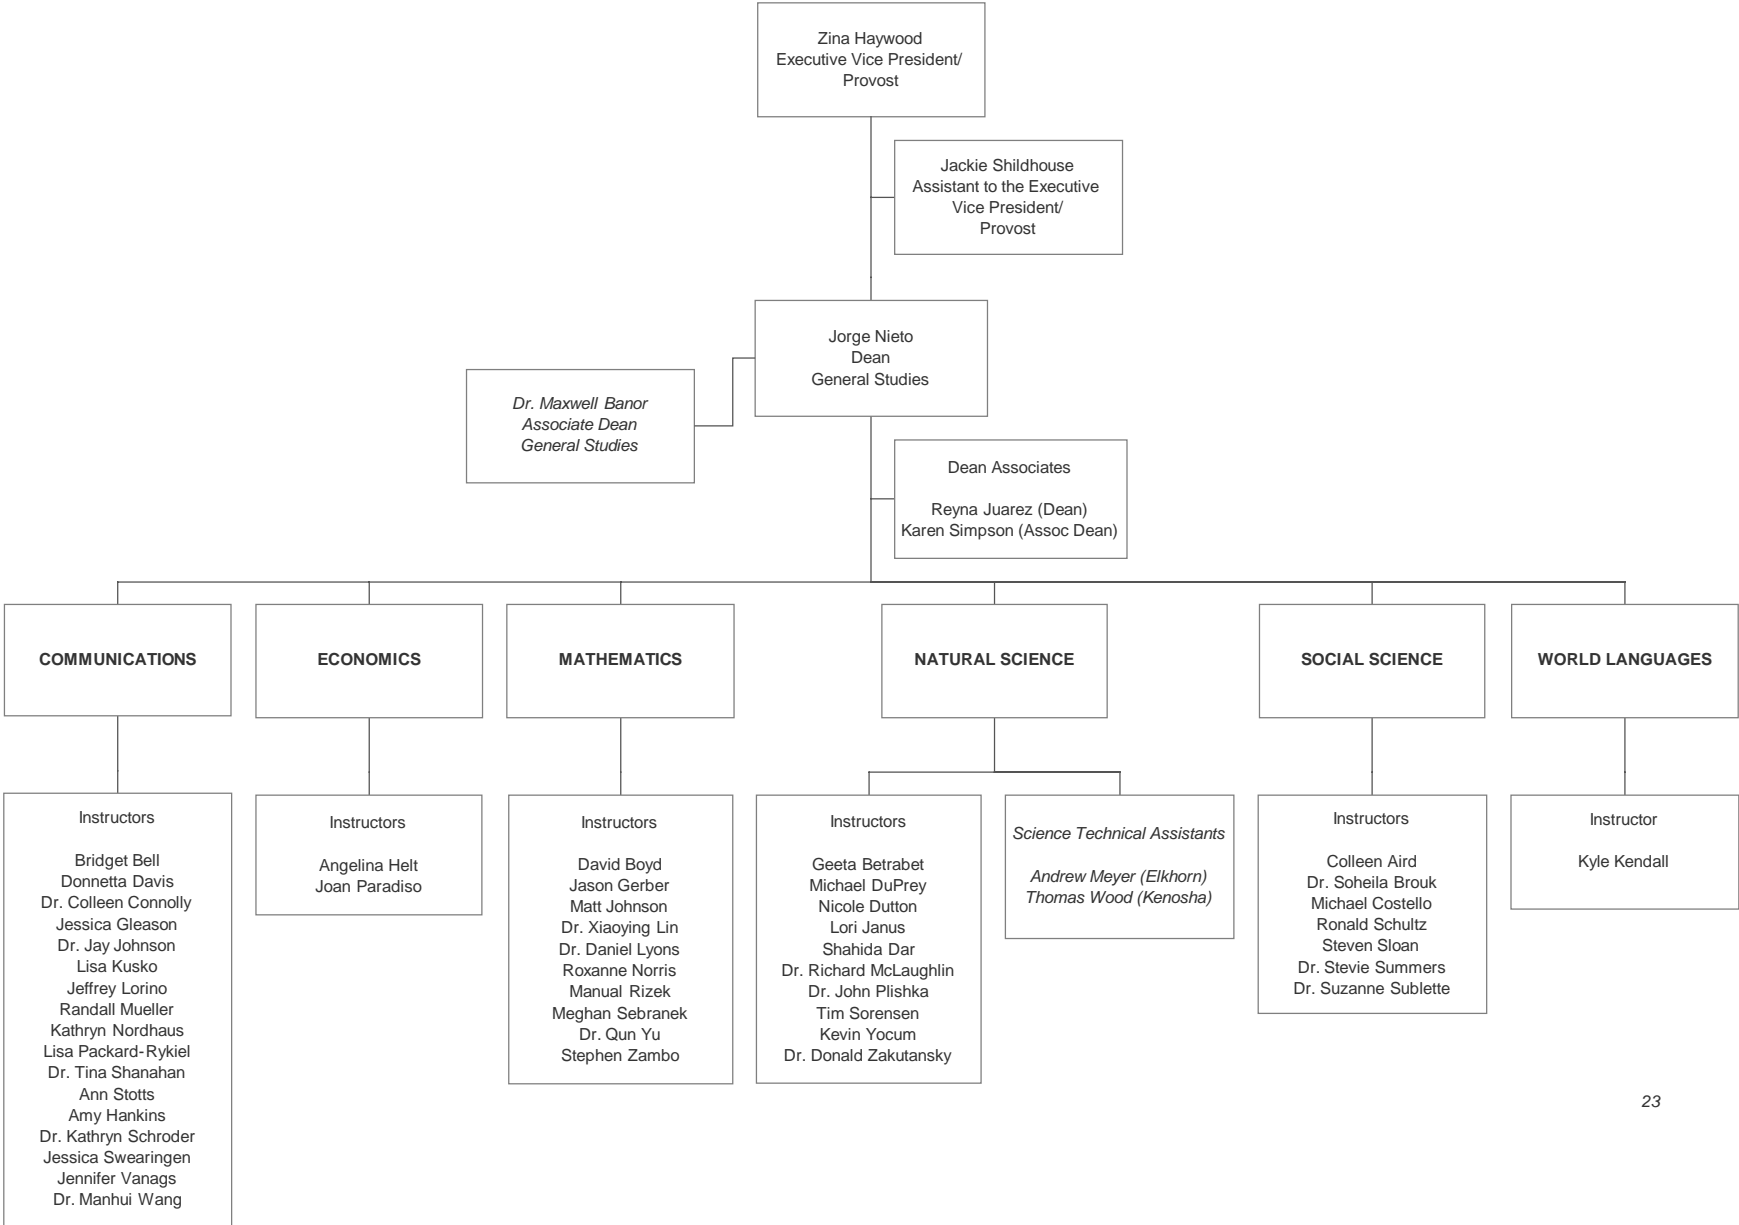 Zina Haywood
Executive Vice President/
Provost
Jackie Shildhouse
Assistant to the Executive
Vice President/
Provost
Jorge Nieto
Dean
General Studies
Dr. Maxwell Banor
Associate Dean
General Studies
Dean Associates
Reyna Juarez (Dean)
Karen Simpson (Assoc Dean)
COMMUNICATIONS
ECONOMICS
MATHEMATICS
NATURAL SCIENCE
SOCIAL SCIENCE
WORLD LANGUAGES
Instructors
Bridget Bell
Donnetta Davis
Dr. Colleen Connolly
Jessica Gleason
Dr. Jay Johnson
Lisa Kusko
Jeffrey Lorino
Randall Mueller
Kathryn Nordhaus
Lisa Packard-Rykiel
Dr. Tina Shanahan
Ann Stotts
Amy Hankins
Dr. Kathryn Schroder
Jessica Swearingen
Jennifer Vanags
Dr. Manhui Wang
Instructors
Angelina Helt
Joan Paradiso
Instructors
David Boyd
Jason Gerber
Matt Johnson
Dr. Xiaoying Lin
Dr. Daniel Lyons
Roxanne Norris
Manual Rizek
Meghan Sebranek
Dr. Qun Yu
Stephen Zambo
Instructors
Geeta Betrabet
Michael DuPrey
Nicole Dutton
Lori Janus
Shahida Dar
Dr. Richard McLaughlin
Dr. John Plishka
Tim Sorensen
Kevin Yocum
Dr. Donald Zakutansky
Science Technical Assistants
Andrew Meyer (Elkhorn)
Thomas Wood (Kenosha)
Instructors
Colleen Aird
Dr. Soheila Brouk
Michael Costello
Ronald Schultz
Steven Sloan
Dr. Stevie Summers
Dr. Suzanne Sublette
Instructor
Kyle Kendall
23